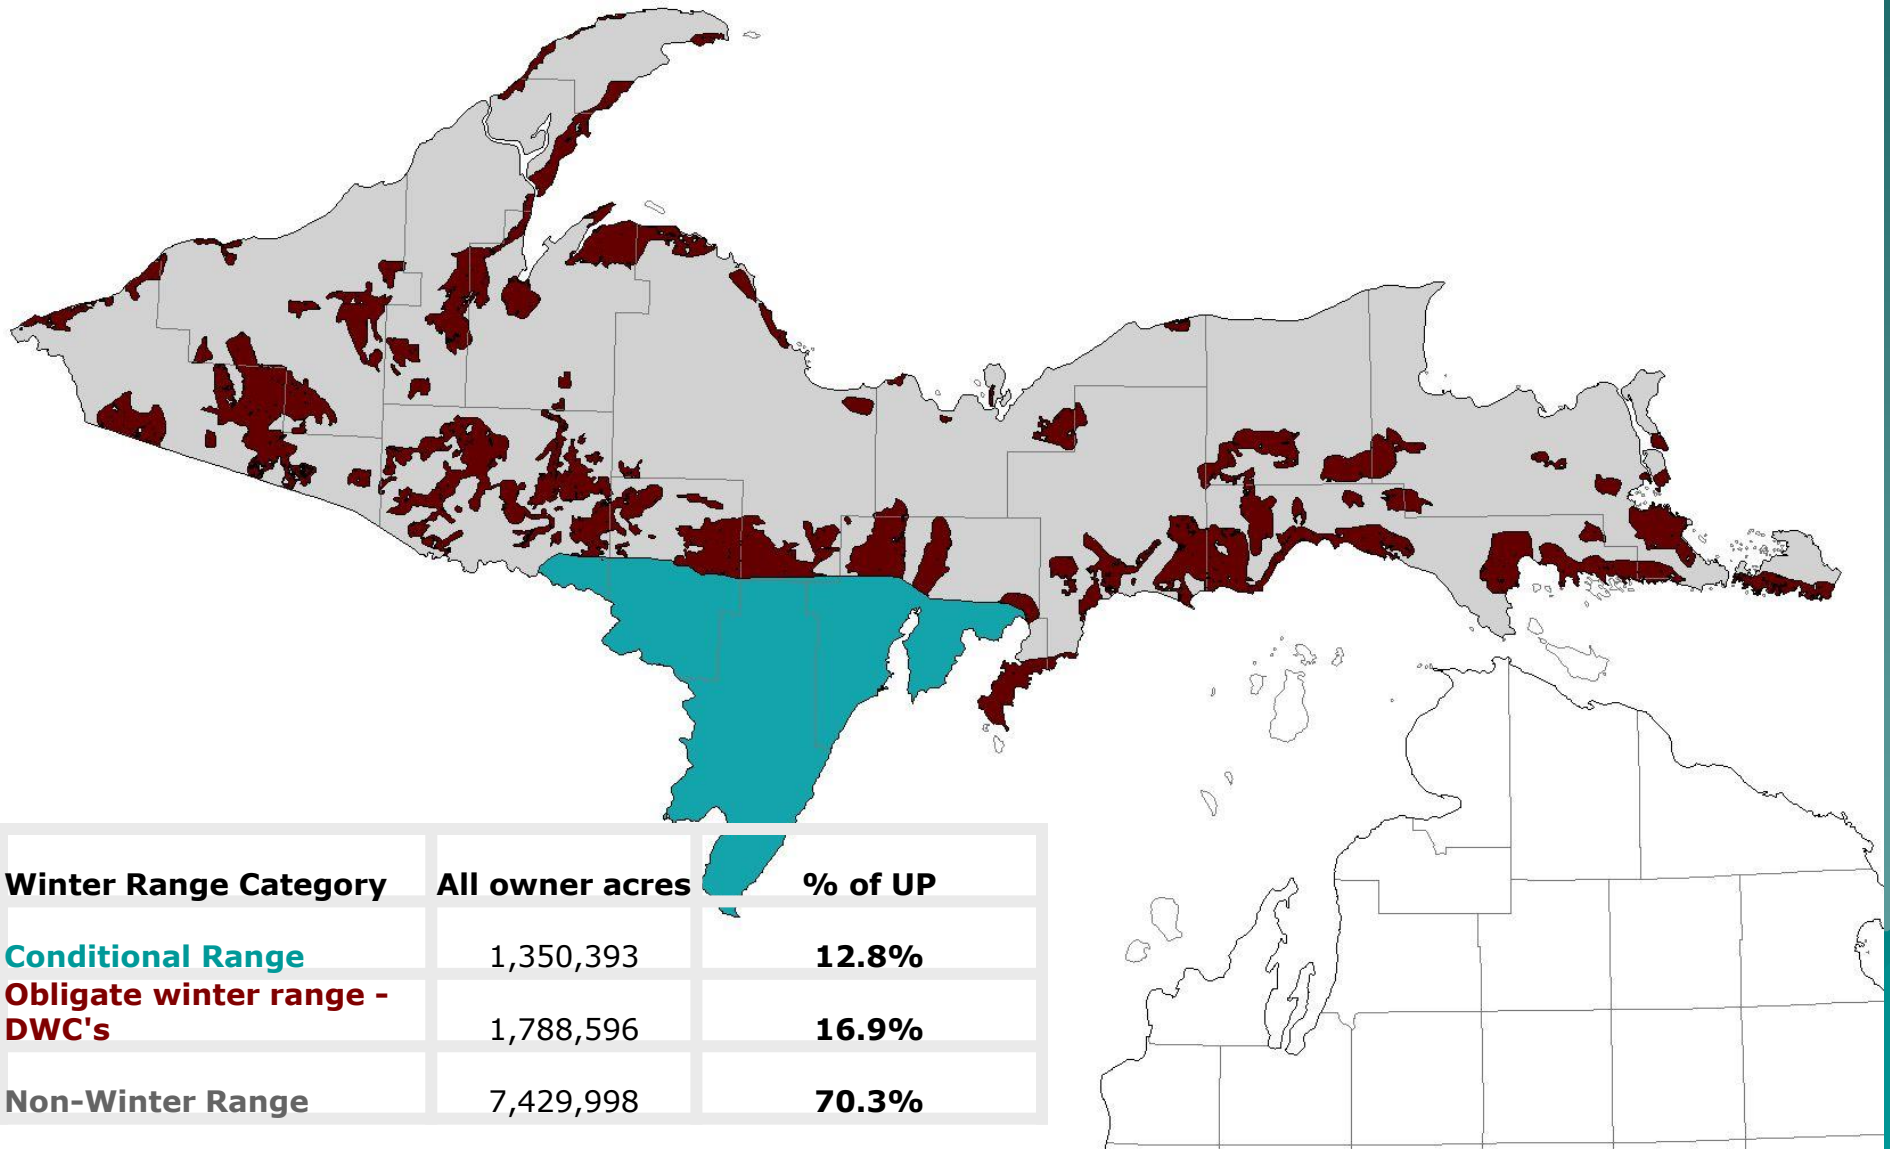 Winter Range Category All owner acres % of UP
Conditional Range 1,350,393 12.8%
Obligate winter range -
DWC's 1,788,596 16.9%
Non-Winter Range 7,429,998 70.3%